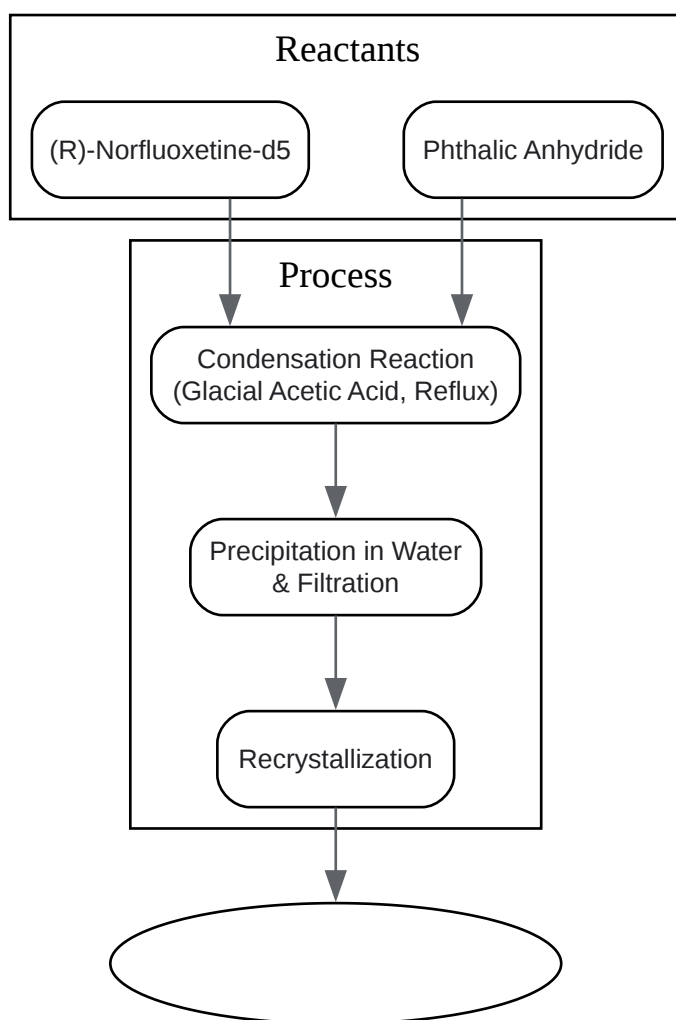 Reactants
(R)-Norfluoxetine-d5
Phthalic Anhydride
Process
Condensation Reaction
(Glacial Acetic Acid, Reflux)
Precipitation in Water
& Filtration
Recrystallization